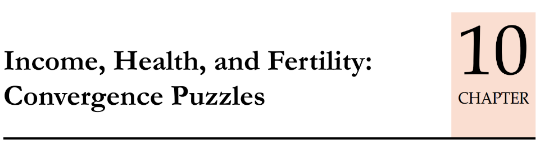 Income, Health, and Fertility:
Convergence Puzzles
10
CHAPTER